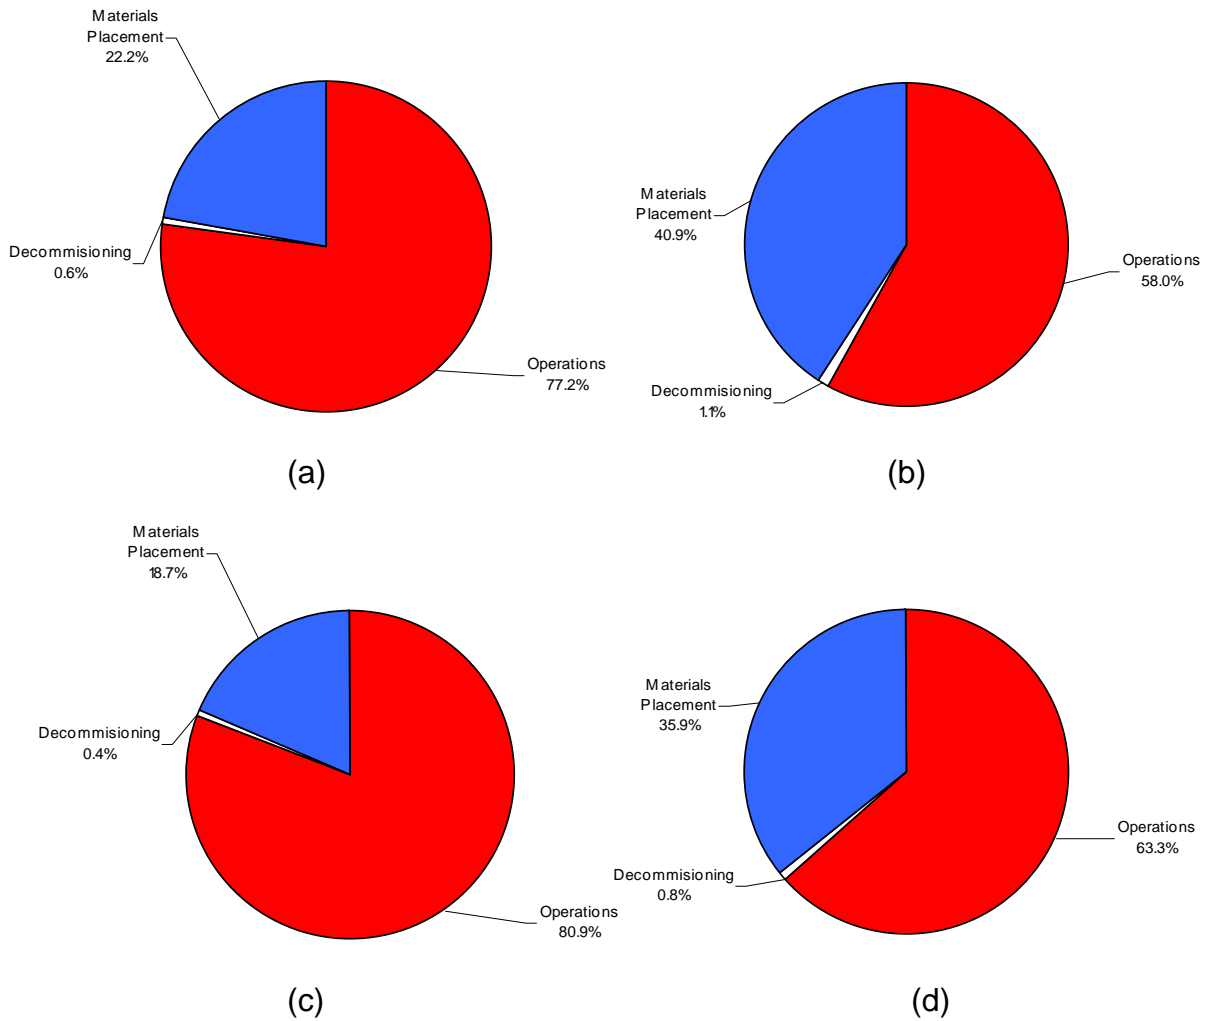 Materials
Placement
22.2%
Decommisioning
0.6%
Operations
77.2%
(a)
Materials
Placement
40.9%
Operations
58.0%
Decommisioning
1.1%
(b)
Materials
Placement
18.7%
Decommisioning
0.4%
Operations
80.9%
(c)
Materials
Placement
35.9%
Operations
63.3%
Decommisioning
0.8%
(d)